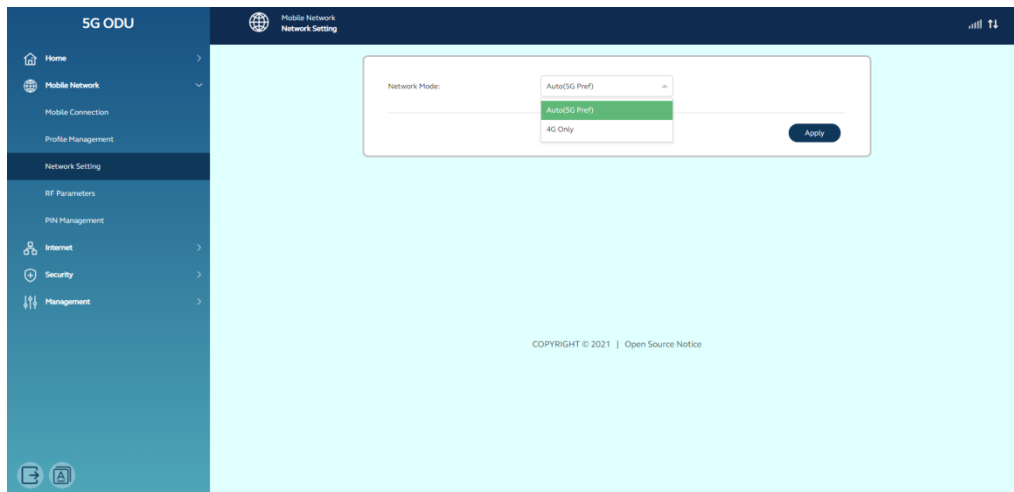 5G ODU
Mobile Network
Network Setting
Home
Mobile Network
Mobile Connection
Profile Management
Network Setting
RF Parameters
PIN Management
Internet
Security
Management
Network Mode:
Auto(5G Pref)
Auto(5G Pref)
4G Only
Apply
COPYRIGHT © 2021 | Open Source Notice
A